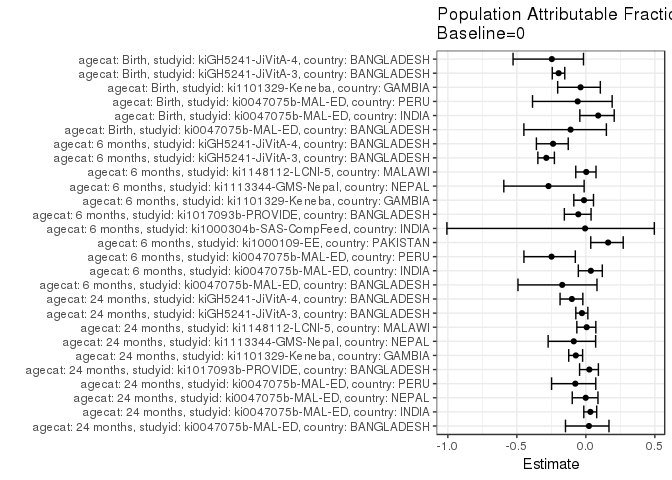 Population Attributable Fractic
Baseline=0
agecat: Birth, studyid: kiGH5241-JiVitA-4, country: BANGLADESH
agecat: Birth, studyid: kiGH5241-JiVitA-3, country: BANGLADESH
agecat: Birth, studyid: ki1101329-Keneba, country: GAMBIA
agecat: Birth, studyid: ki0047075b-MAL-ED, country: PERU
agecat: Birth, studyid: ki0047075b-MAL-ED, country: INDIA
agecat: Birth, studyid: ki0047075b-MAL-ED, country: BANGLADESH
agecat: 6 months, studyid: kiGH5241-JiVitA-4, country: BANGLADESH
agecat: 6 months, studyid: kiGH5241-JiVitA-3, country: BANGLADESH
agecat: 6 months, studyid: ki1148112-LCNI-5, country: MALAWI
agecat: 6 months, studyid: ki1113344-GMS-Nepal, country: NEPAL
agecat: 6 months, studyid: ki1101329-Keneba, country: GAMBIA
agecat: 6 months, studyid: ki1017093b-PROVIDE, country: BANGLADESH
agecat: 6 months, studyid: ki1000304b-SAS-CompFeed, country: INDIA
agecat: 6 months, studyid: ki1000109-EE, country: PAKISTAN
agecat: 6 months, studyid: ki0047075b-MAL-ED, country: PERU
agecat: 6 months, studyid: ki0047075b-MAL-ED, country: INDIA
agecat: 6 months, studyid: ki0047075b-MAL-ED, country: BANGLADESH
agecat: 24 months, studyid: kiGH5241-JiVitA-4, country: BANGLADESH
agecat: 24 months, studyid: kiGH5241-JiVitA-3, country: BANGLADESH
agecat: 24 months, studyid: ki1148112-LCNI-5, country: MALAWI
agecat: 24 months, studyid: ki1113344-GMS-Nepal, country: NEPAL
agecat: 24 months, studyid: ki1101329-Keneba, country: GAMBIA
agecat: 24 months, studyid: ki1017093b-PROVIDE, country: BANGLADESH
agecat: 24 months, studyid: ki0047075b-MAL-ED, country: PERU
agecat: 24 months, studyid: ki0047075b-MAL-ED, country: NEPAL
agecat: 24 months, studyid: ki0047075b-MAL-ED, country: INDIA
agecat: 24 months, studyid: ki0047075b-MAL-ED, country: BANGLADESH
-1.0 -0.5 0.0 0.5
Estimate